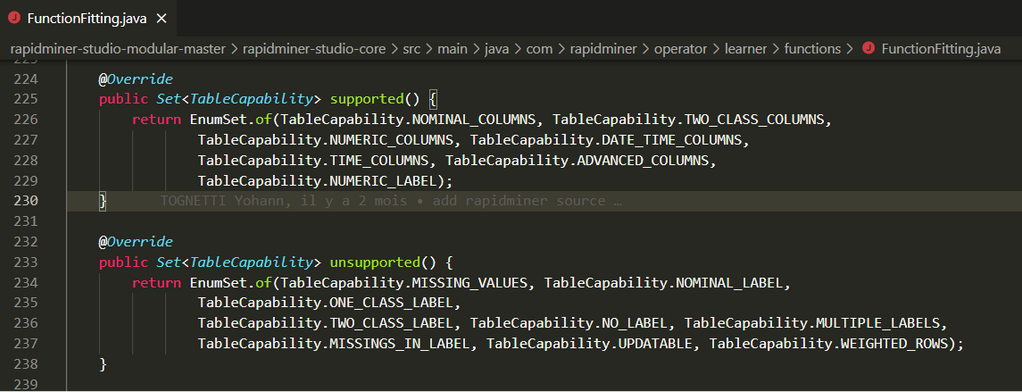 FunctionFitting.java ×
rapidminer-studio-modular-master > rapidminer-studio-core > src > main > java > com > rapidminer > operator > learner > functions > FunctionFitting.java
223
224 @Override
225 public Set<TableCapability> supported() {
226 return EnumSet.of(TableCapability.NOMINAL_COLUMNS, TableCapability.TWO_CLASS_COLUMNS,
227 TableCapability.NUMERIC_COLUMNS, TableCapability.DATE_TIME_COLUMNS,
228 TableCapability.TIME_COLUMNS, TableCapability.ADVANCED_COLUMNS,
229 TableCapability.NUMERIC_LABEL);
230 } TOGNETTI Yohann, il y a 2 mois • add rapidminer source …
231
232 @Override
233 public Set<TableCapability> unsupported() {
234 return EnumSet.of(TableCapability.MISSING_VALUES, TableCapability.NOMINAL_LABEL,
235 TableCapability.ONE_CLASS_LABEL,
236 TableCapability.TWO_CLASS_LABEL, TableCapability.NO_LABEL, TableCapability.MULTIPLE_LABELS,
237 TableCapability.MISSINGS_IN_LABEL, TableCapability.UPDATABLE, TableCapability.WEIGHTED_ROWS);
238 }
239